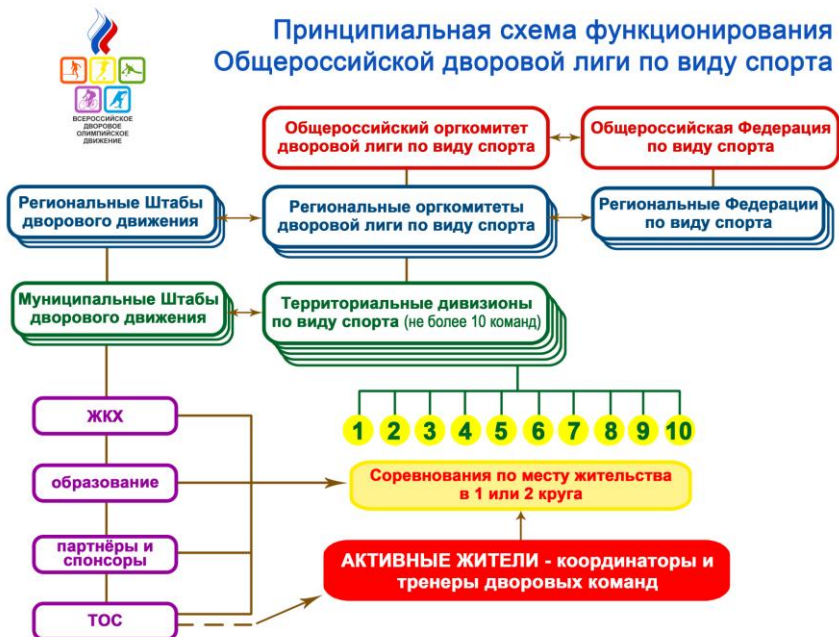 Принципиальная схема функционирования
Общероссийской дворовой лиги по виду спорта
ВСЕРОССИЙСКОЕ
ДВОРОВОЕ
ОЛИМПИЙСКОЕ
ДВИЖЕНИЕ
Общероссийский оргкомитет
дворовой лиги по виду спорта
Общероссийская Федерация
по виду спорта
Региональные Штабы
дворового движения
Региональные оргкомитеты
дворовой лиги по виду спорта
Региональные Федерации
по виду спорта
Муниципальные Штабы
дворового движения
Территориальные дивизионы
по виду спорта (не более 10 команд)
ЖКХ
образование
партнёры и
спонсоры
ТОС
1 2 3 4 5 6 7 8 9 10
Соревнования по месту жительства
в 1 или 2 круга
АКТИВНЫЕ ЖИТЕЛИ - координаторы и
тренеры дворовых команд